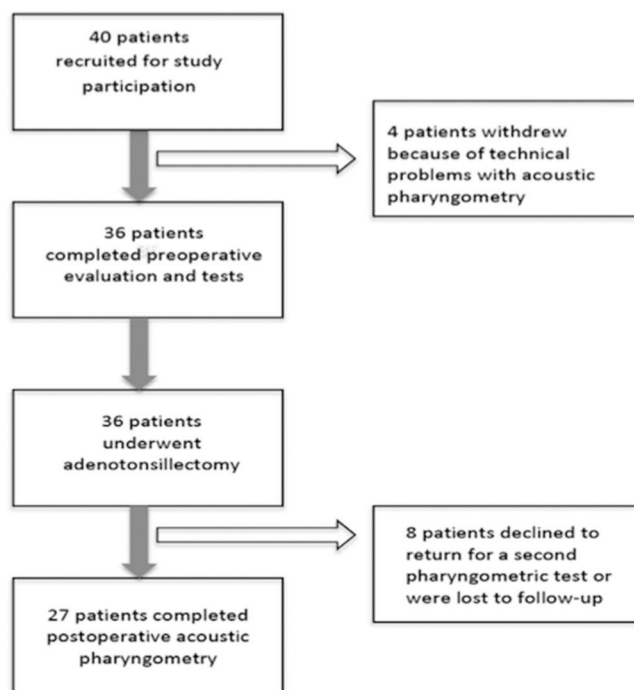 40 patients
recruited for study
participation
4 patients withdrew
because of technical
problems with acoustic
pharyngometry
36 patients
completed preoperative
evaluation and tests
36 patients
underwent
adenotonsillectomy
8 patients declined to
return for a second
pharyngometric test or
were lost to follow-up
27 patients completed
postoperative acoustic
pharyngometry